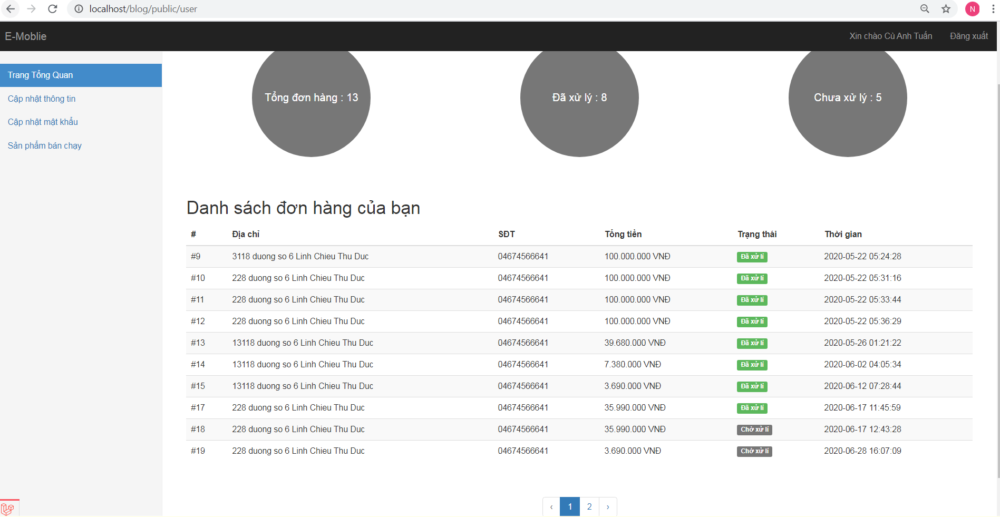 localhost/blog/public/user
N
E-Moblie
Xin chào Cù Anh Tuấn
Đăng xuất
Trang Tổng Quan
Cập nhật thông tin
Cập nhật mật khẩu
Sản phẩm bán chạy
Tổng đơn hàng : 13
Đã xử lý : 8
Chưa xử lý : 5
Danh sách đơn hàng của bạn
# Địa chỉ SĐT Tổng tiền Trạng thái Thời gian
#9 3118 duong so 6 Linh Chieu Thu Duc 04674566641 100.000.000 VNĐ Đã xử lí 2020-05-22 05:24:28
#10 228 duong so 6 Linh Chieu Thu Duc 04674566641 100.000.000 VNĐ Đã xử lí 2020-05-22 05:31:16
#11 228 duong so 6 Linh Chieu Thu Duc 04674566641 100.000.000 VNĐ Đã xử lí 2020-05-22 05:33:44
#12 228 duong so 6 Linh Chieu Thu Duc 04674566641 100.000.000 VNĐ Đã xử lí 2020-05-22 05:36:29
#13 13118 duong so 6 Linh Chieu Thu Duc 04674566641 39.680.000 VNĐ Đã xử lí 2020-05-26 01:21:22
#14 13118 duong so 6 Linh Chieu Thu Duc 04674566641 7.380.000 VNĐ Đã xử lí 2020-06-02 04:05:34
#15 13118 duong so 6 Linh Chieu Thu Duc 04674566641 3.690.000 VNĐ Đã xử lí 2020-06-12 07:28:44
#17 228 duong so 6 Linh Chieu Thu Duc 04674566641 35.990.000 VNĐ Đã xử lí 2020-06-17 11:45:59
#18 228 duong so 6 Linh Chieu Thu Duc 04674566641 35.990.000 VNĐ Chờ xử lí 2020-06-17 12:43:28
#19 228 duong so 6 Linh Chieu Thu Duc 04674566641 3.690.000 VNĐ Chờ xử lí 2020-06-28 16:07:09
‹ 1 2 ›